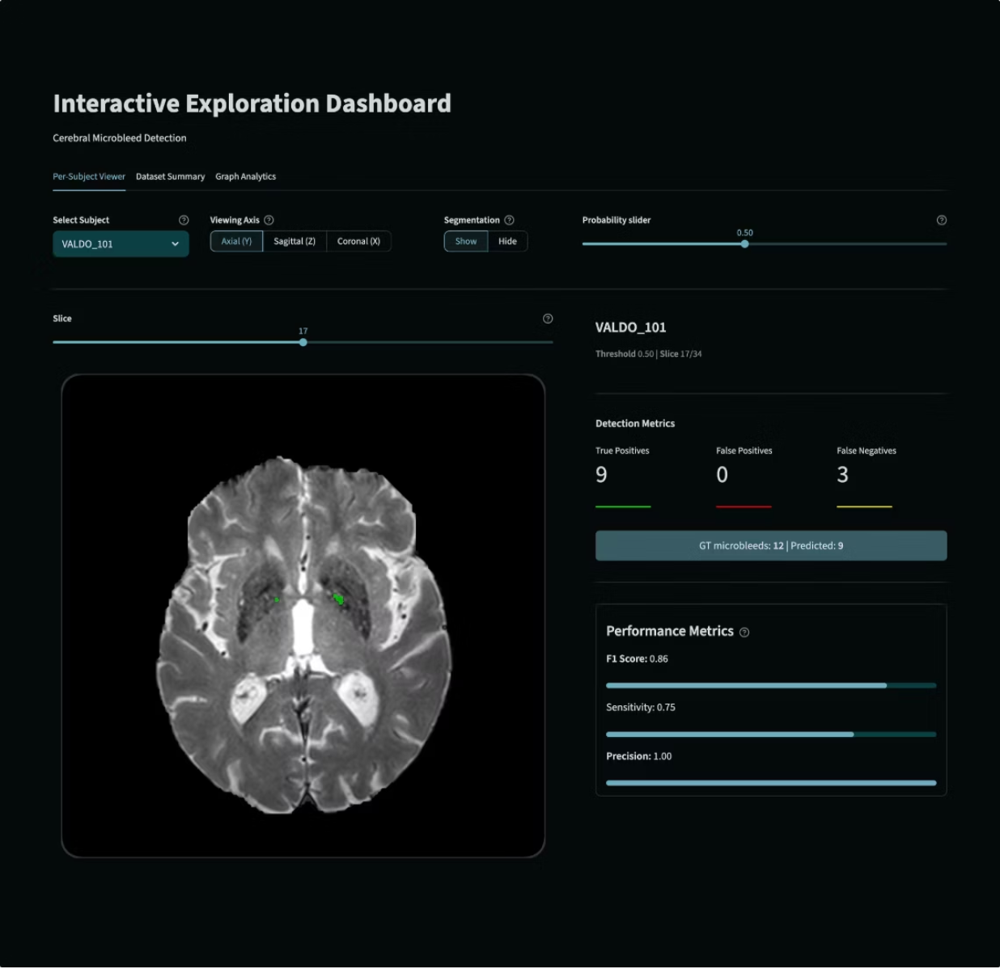 Interactive Exploration Dashboard
Cerebral Microbleed Detection
Per-Subject Viewer Dataset Summary Graph Analytics
Select Subject
VALDO_101
Viewing Axis
Axial (Y) Sagittal (Z) Coronal (X)
Segmentation
Show Hide
Probability slider
0.50
Slice
17
VALDO_101
Threshold 0.50 | Slice 17/34
Detection Metrics
True Positives False Positives False Negatives
9 0 3
GT microbleeds: 12 | Predicted: 9
Performance Metrics
F1 Score: 0.86
Sensitivity: 0.75
Precision: 1.00